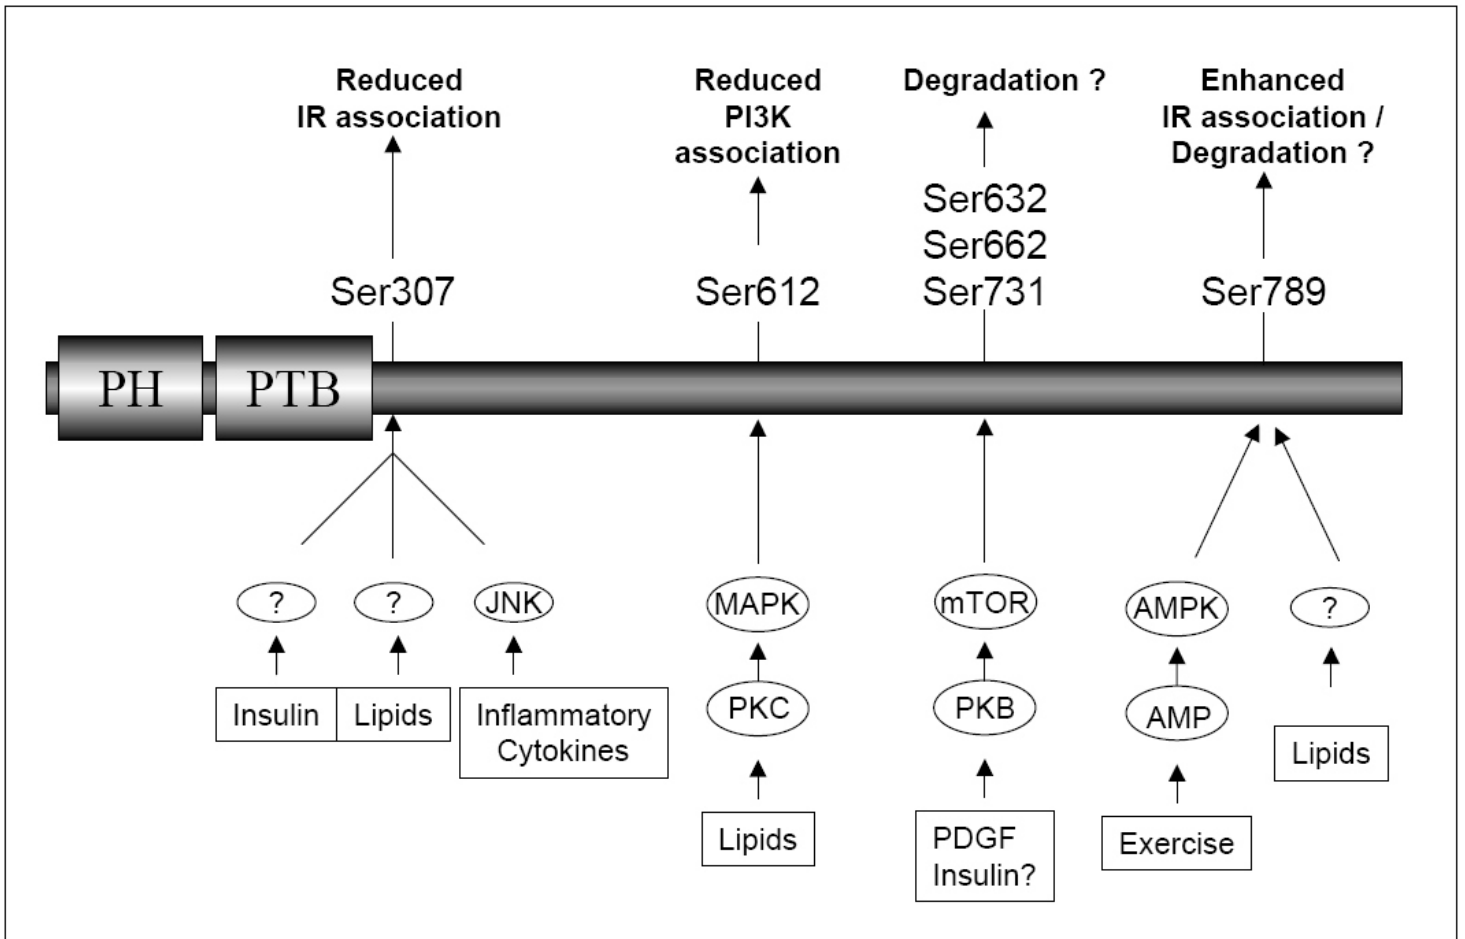 Reduced
IR association
Reduced
PI3K
association
Degradation ?
Enhanced
IR association /
Degradation ?
Ser632
Ser662
Ser307
Ser612
Ser731
Ser789
PH
PTB
?
?
JNK
MAPK
mTOR
AMPK
?
Insulin
Lipids
Inflammatory
Cytokines
PKC
PKB
AMP
Lipids
Lipids
PDGF
Insulin?
Exercise